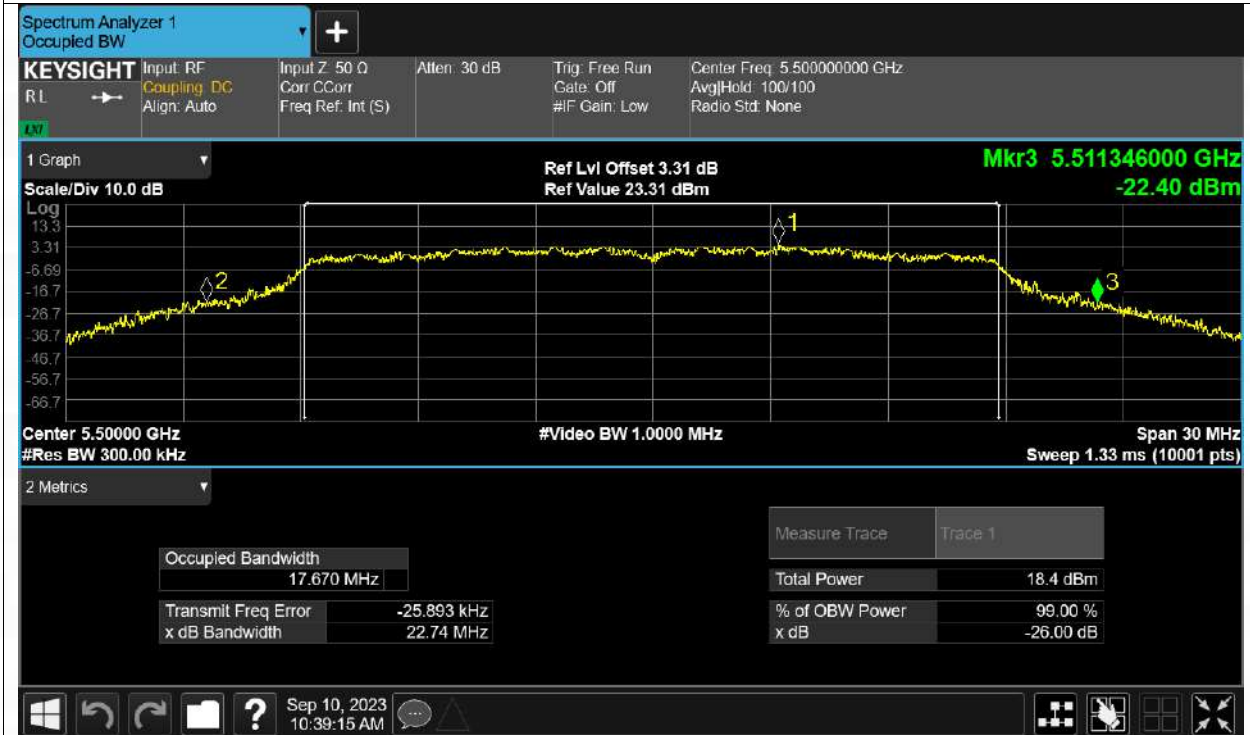 Spectrum Analyzer 1
Occupied BW
+
KEYSIGHT
RL
LXI
Input: RF
Coupling: DC
Align: Auto
Input Z: 50 Ω
Corr CCorr
Freq Ref: Int (S)
Atten: 30 dB
Trig: Free Run
Gate: Off
#IF Gain: Low
Center Freq: 5.500000000 GHz
Avg|Hold: 100/100
Radio Std: None
1 Graph
Scale/Div 10.0 dB
Ref Lvl Offset 3.31 dB
Ref Value 23.31 dBm
Mkr3 5.511346000 GHz
-22.40 dBm
Log
13.3
3.31
-6.69
-16.7
-26.7
-36.7
-46.7
-56.7
-66.7
1
2
3
Center 5.50000 GHz
#Video BW 1.0000 MHz
Span 30 MHz
#Res BW 300.00 kHz
Sweep 1.33 ms (10001 pts)
2 Metrics
Measure Trace Trace 1
Occupied Bandwidth
17.670 MHz
Total Power 18.4 dBm
Transmit Freq Error -25.893 kHz
% of OBW Power 99.00 %
x dB Bandwidth 22.74 MHz
x dB -26.00 dB
?
Sep 10, 2023
10:39:15 AM